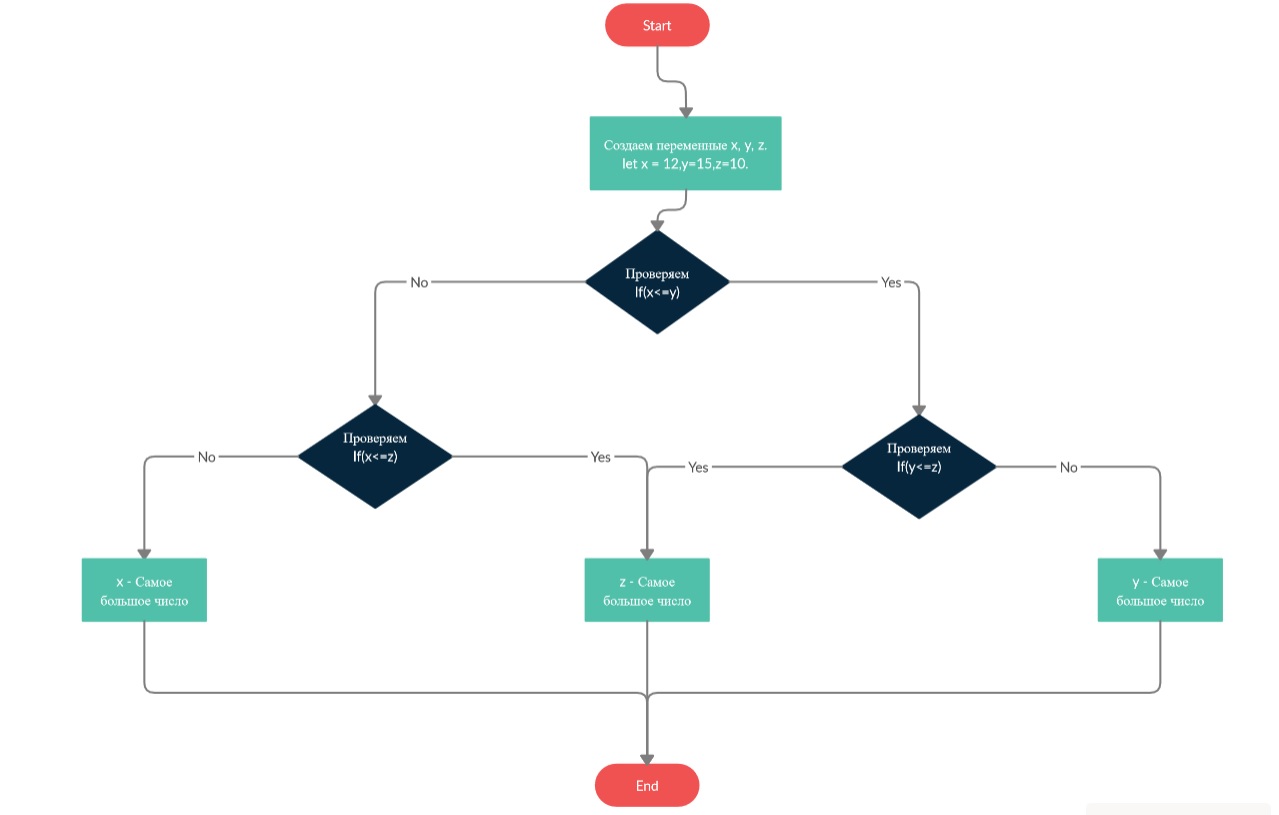 Start
Создаем переменные x, y, z.
let x = 12,y=15,z=10.
Проверяем
If(x<=y)
No
Yes
Проверяем
If(x<=z)
Проверяем
If(y<=z)
No
Yes
Yes
No
x - Самое
большое число
z - Самое
большое число
y - Самое
большое число
End